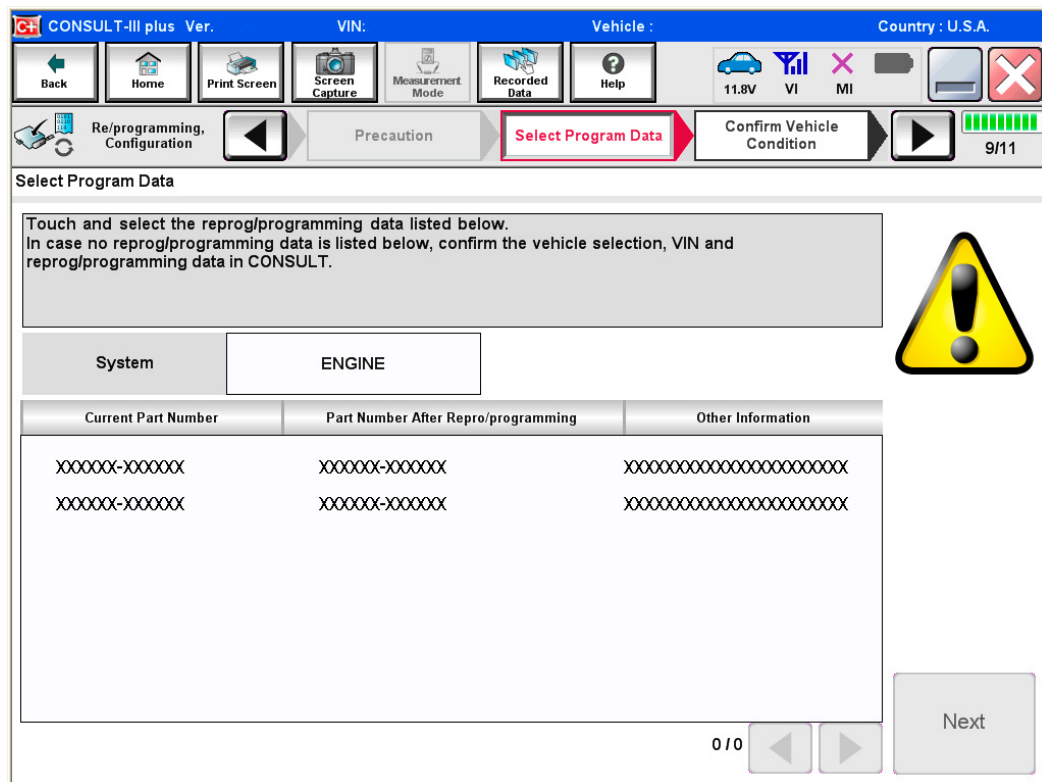 C+ CONSULT-III plus Ver. VIN: Vehicle : Country : U.S.A.
Back
Home
Print Screen
Screen
Capture
Measurement
Mode
Recorded
Data
Help
11.8V
VI
MI
Re/programming,
Configuration
Precaution
Select Program Data
Confirm Vehicle
Condition
9/11
Select Program Data
Touch and select the reprog/programming data listed below.
In case no reprog/programming data is listed below, confirm the vehicle selection, VIN and
reprog/programming data in CONSULT.
System ENGINE
Current Part Number Part Number After Repro/programming Other Information
XXXXXX-XXXXXX XXXXXX-XXXXXX XXXXXXXXXXXXXXXXXXXXXX
XXXXXX-XXXXXX XXXXXX-XXXXXX XXXXXXXXXXXXXXXXXXXXXX
0/0
Next